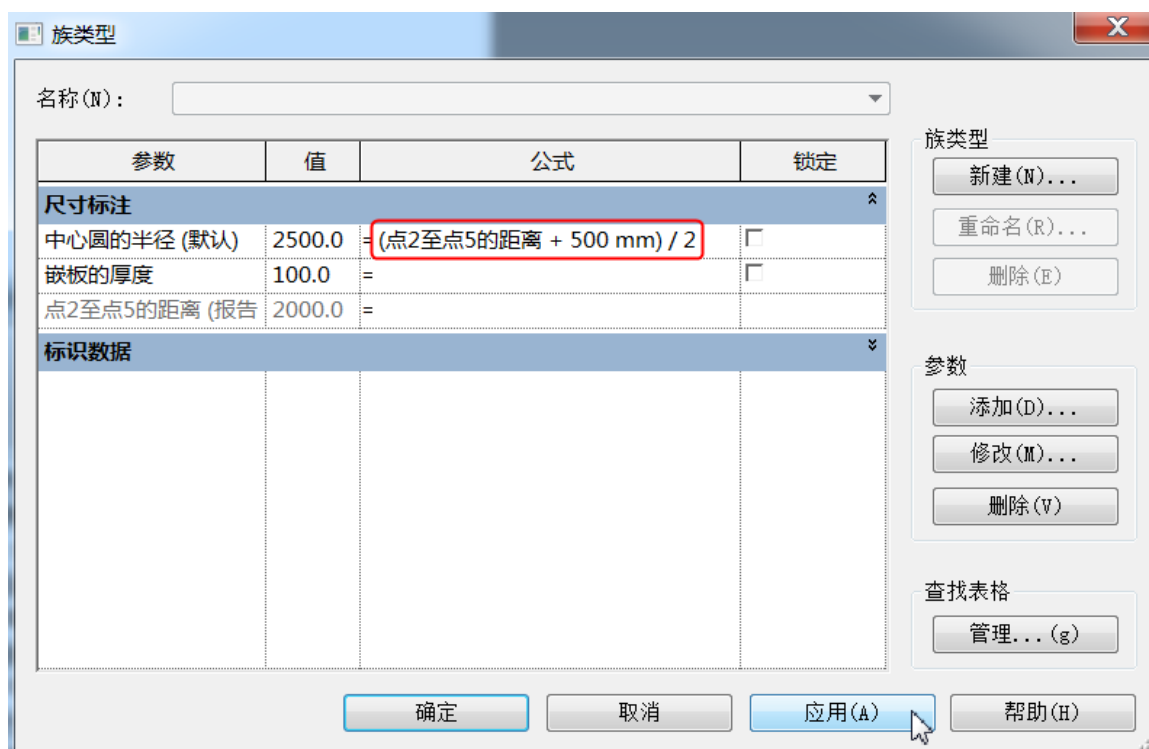 族类型
名称(N):
参数 值 公式 锁定
尺寸标注
中心圆的半径 (默认) 2500.0 = (点2至点5的距离 + 500 mm) / 2
嵌板的厚度 100.0 =
点2至点5的距离 (报告 2000.0 =
标识数据
族类型
新建(N)...
重命名(R)...
删除(E)
参数
添加(D)...
修改(M)...
删除(V)
查找表格
管理...(g)
确定 取消 应用(A) 帮助(H)